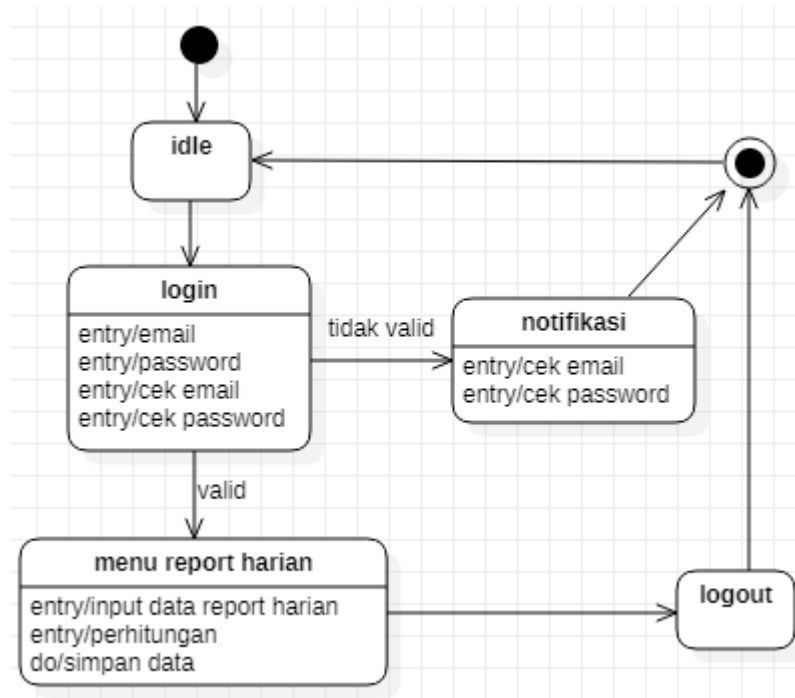 idle
login
entry/email
entry/password
entry/cek email
entry/cek password
tidak valid
notifikasi
entry/cek email
entry/cek password
valid
menu report harian
entry/input data report harian
entry/perhitungan
do/simpan data
logout